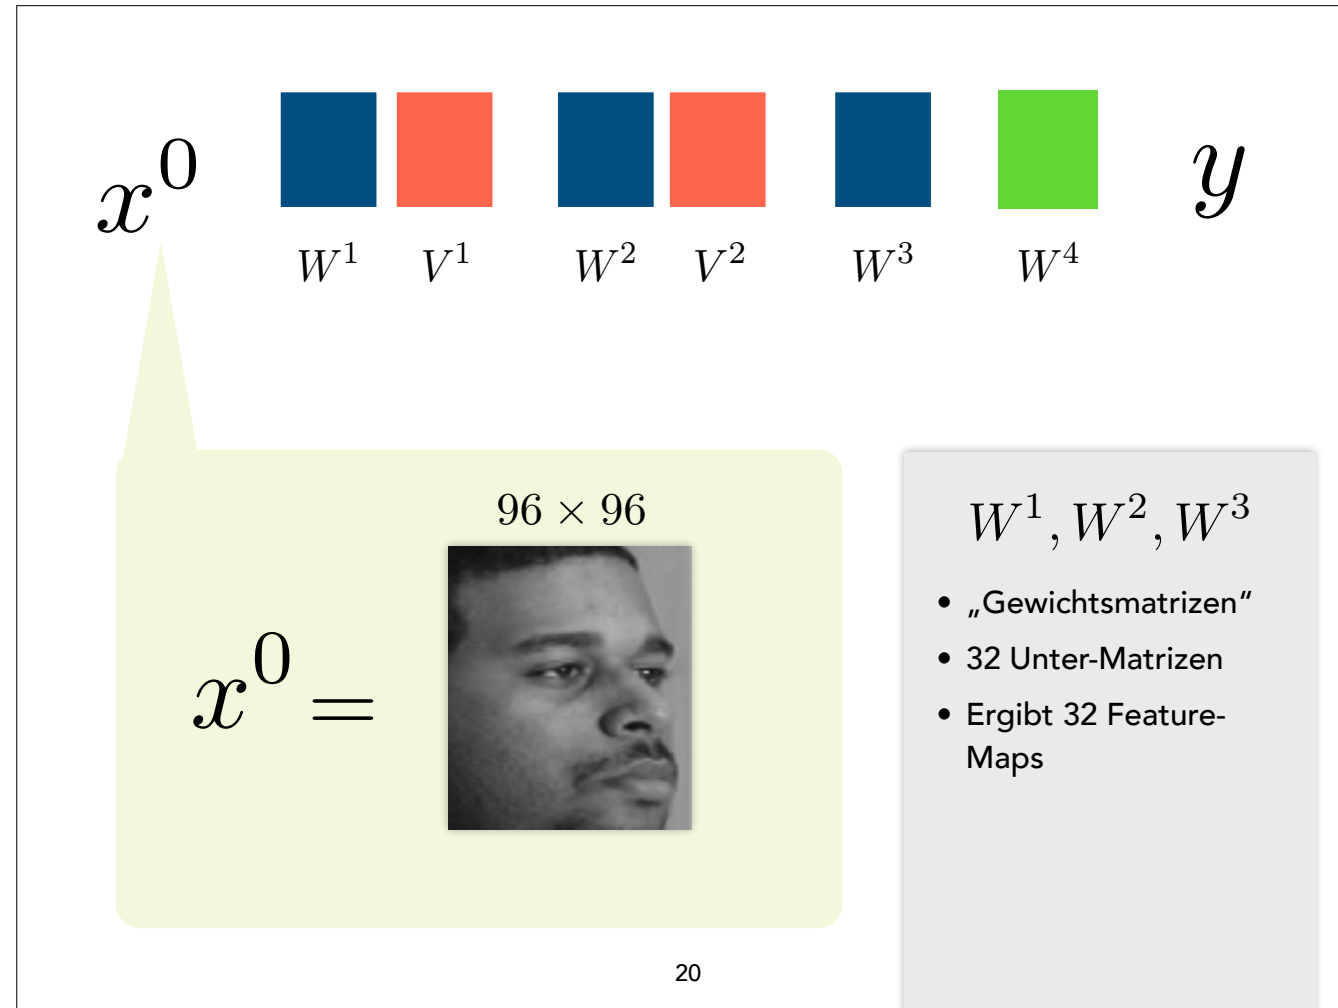 x⁰ y
W¹ V¹ W² V² W³ W⁴
96 × 96
x⁰ =
W¹, W², W³
• „Gewichtsmatrizen“
• 32 Unter-Matrizen
• Ergibt 32 Feature-
Maps
20